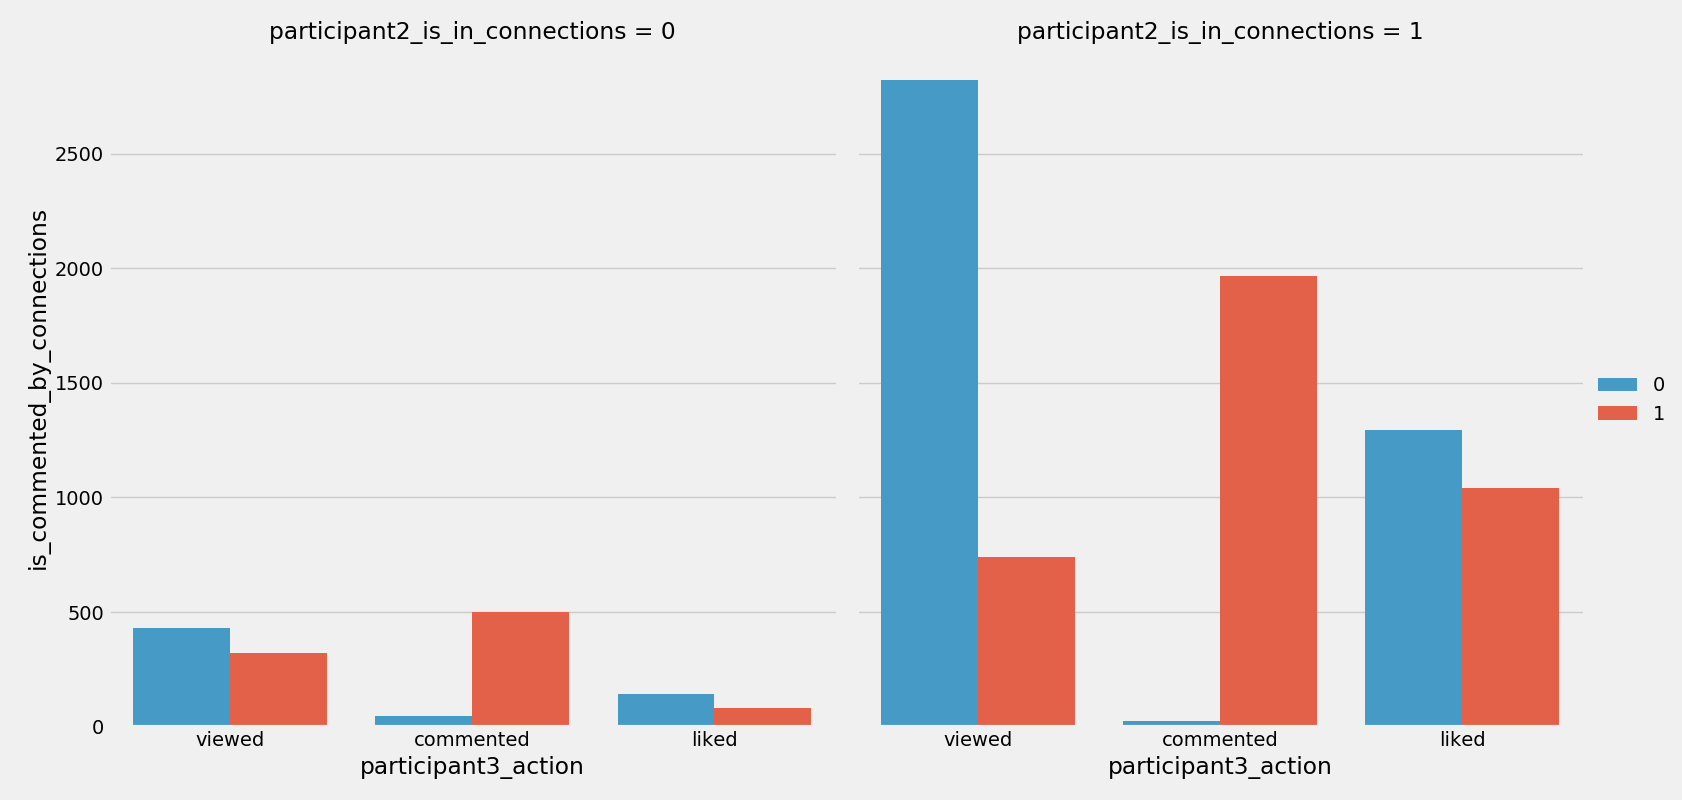 participant2_is_in_connections = 0
participant2_is_in_connections = 1
is_commented_by_connections
2500
2000
1500
1000
500
0
viewed commented liked
viewed commented liked
participant3_action
participant3_action
0
1